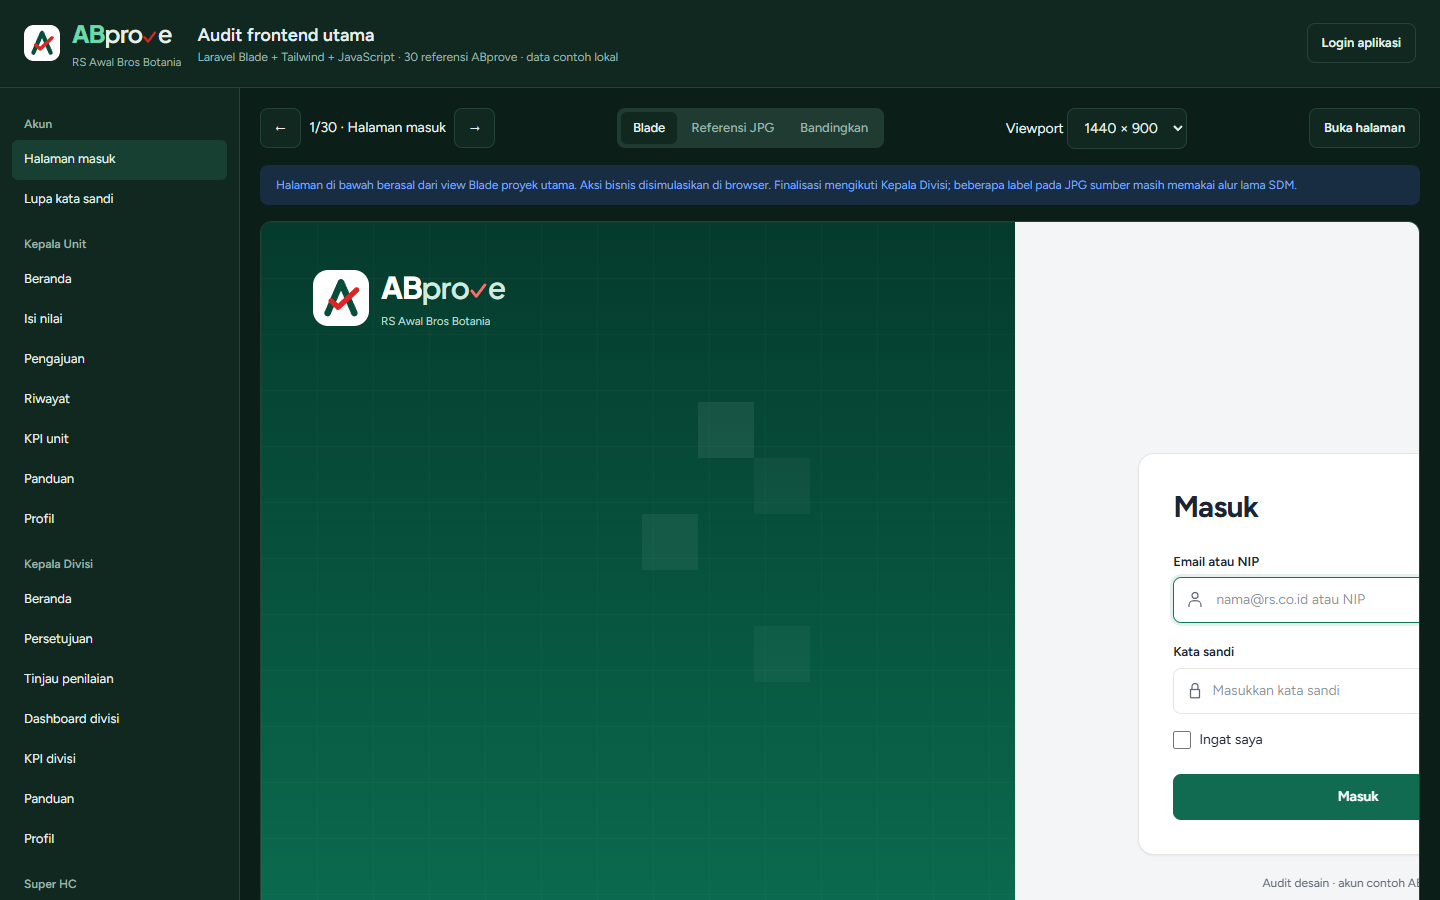 ABprove
RS Awal Bros Botania
Audit frontend utama
Laravel Blade + Tailwind + JavaScript · 30 referensi ABprove · data contoh lokal
Login aplikasi
Akun
Halaman masuk
Lupa kata sandi
Kepala Unit
Beranda
Isi nilai
Pengajuan
Riwayat
KPI unit
Panduan
Profil
Kepala Divisi
Beranda
Persetujuan
Tinjau penilaian
Dashboard divisi
KPI divisi
Panduan
Profil
Super HC
← 1/30 · Halaman masuk →
Blade Referensi JPG Bandingkan
Viewport 1440 × 900
Buka halaman
Halaman di bawah berasal dari view Blade proyek utama. Aksi bisnis disimulasikan di browser. Finalisasi mengikuti Kepala Divisi; beberapa label pada JPG sumber masih memakai alur lama SDM.
ABprove
RS Awal Bros Botania
Masuk
Email atau NIP
nama@rs.co.id atau NIP
Kata sandi
Masukkan kata sandi
Ingat saya
Masuk
Audit desain · akun contoh